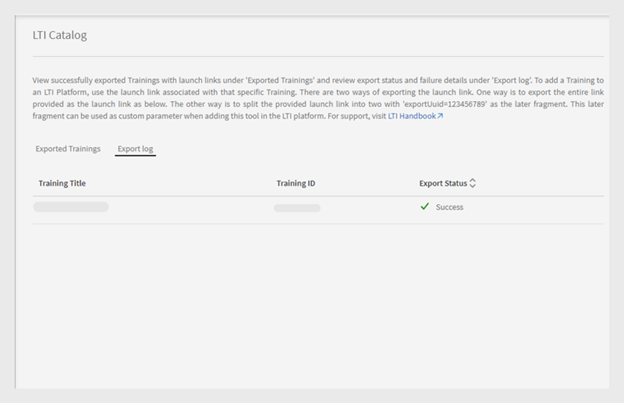 LTI Catalog
View successfully exported Trainings with launch links under 'Exported Trainings' and review export status and failure details under 'Export log'. To add a Training to
an LTI Platform, use the launch link associated with that specific Training. There are two ways of exporting the launch link. One way is to export the entire link
provided as the launch link as below. The other way is to split the provided launch link into two with 'exportUuid=123456789' as the later fragment. This later
fragment can be used as custom parameter when adding this tool in the LTI platform. For support, visit LTI Handbook
Exported Trainings Export log
Training Title Training ID Export Status
Success